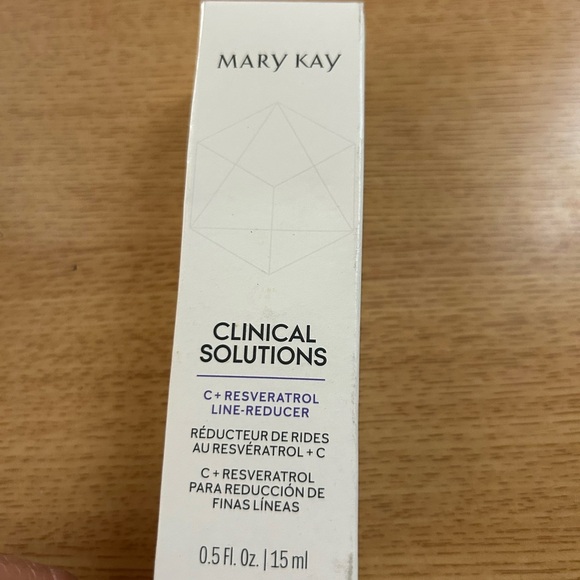 MARY KAY
CLINICAL
SOLUTIONS
C+ RESVERATROL
LINE-REDUCER
RÉDUCTEUR DE RIDES
AU RESVÉRATROL + C
C + RESVERATROL
PARA REDUCCIÓN DE
FINAS LÍNEAS
0.5 Fl. Oz. | 15 ml